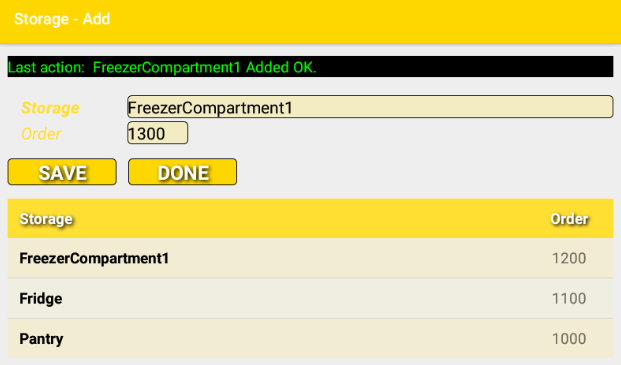 Storage - Add
Last action:  FreezerCompartment1 Added OK.
Storage FreezerCompartment1
Order 1300
SAVE DONE
Storage Order
FreezerCompartment1 1200
Fridge 1100
Pantry 1000